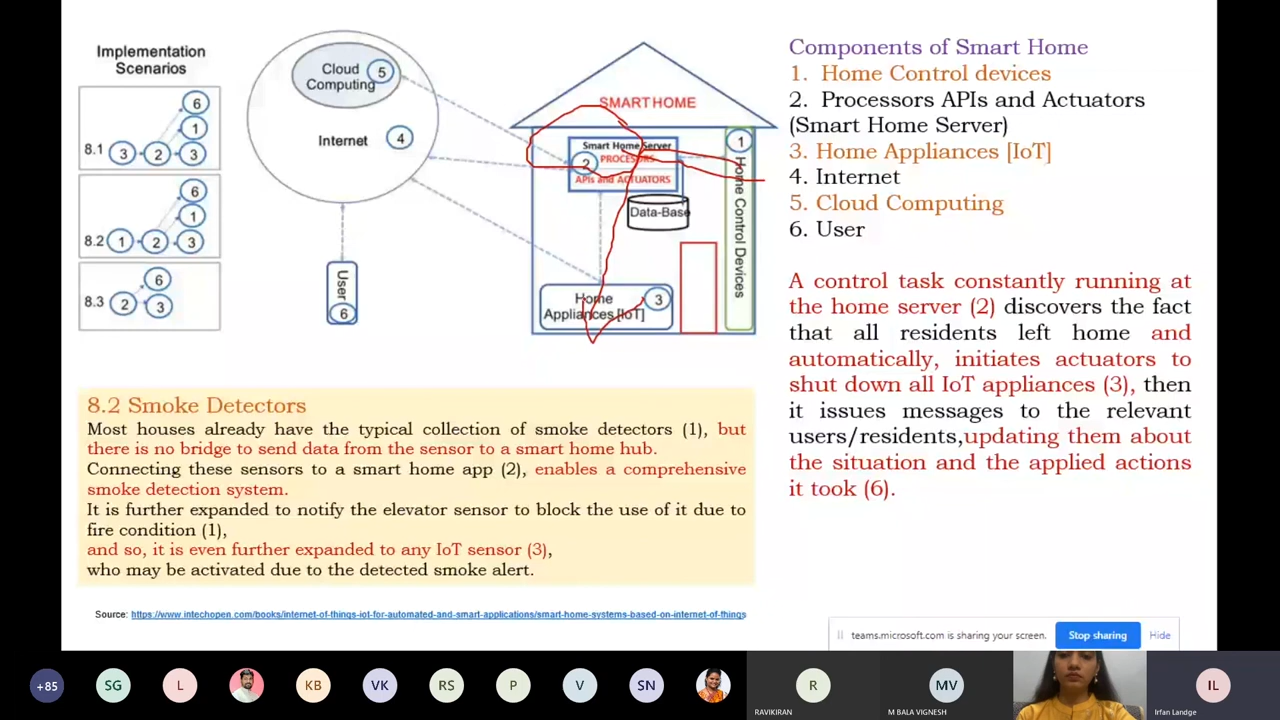 Implementation
Scenarios
8.1
3
2
6
1
3
8.2
1
2
6
1
3
8.3
2
6
3
Cloud
Computing
5
Internet
4
User
6
SMART HOME
Smart Home Server
2
PROCESORS
APIs and ACTUATORS
Data-Base
Home
Appliances [IoT]
3
1
Home Control Devices
Components of Smart Home
1. Home Control devices
2. Processors APIs and Actuators
(Smart Home Server)
3. Home Appliances [IoT]
4. Internet
5. Cloud Computing
6. User
A control task constantly running at
the home server (2) discovers the fact
that all residents left home and
automatically, initiates actuators to
shut down all IoT appliances (3), then
it issues messages to the relevant
users/residents,updating them about
the situation and the applied actions
it took (6).
8.2 Smoke Detectors
Most houses already have the typical collection of smoke detectors (1), but
there is no bridge to send data from the sensor to a smart home hub.
Connecting these sensors to a smart home app (2), enables a comprehensive
smoke detection system.
It is further expanded to notify the elevator sensor to block the use of it due to
fire condition (1),
and so, it is even further expanded to any IoT sensor (3),
who may be activated due to the detected smoke alert.
Source: https://www.intechopen.com/books/internet-of-things-iot-for-automated-and-smart-applications/smart-home-systems-based-on-internet-of-things
teams.microsoft.com is sharing your screen.
Stop sharing
Hide
+85
SG
L
KB
VK
RS
P
V
SN
R
RAVIKIRAN
MV
M BALA VIGNESH
IL
Irfan Landge